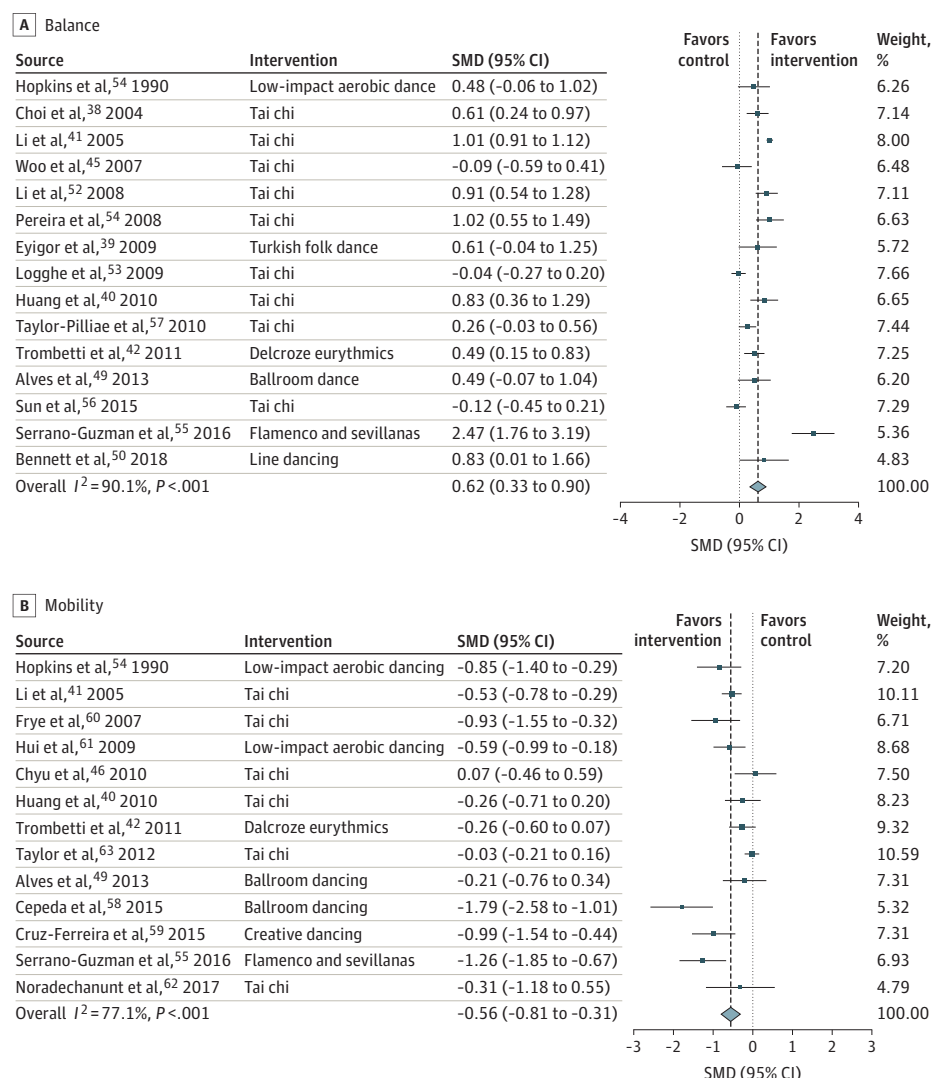 A Balance
Favors control Favors intervention Weight, %
Source Intervention SMD (95% CI)
Hopkins et al,54 1990 Low-impact aerobic dance 0.48 (-0.06 to 1.02) 6.26
Choi et al,38 2004 Tai chi 0.61 (0.24 to 0.97) 7.14
Li et al,41 2005 Tai chi 1.01 (0.91 to 1.12) 8.00
Woo et al,45 2007 Tai chi -0.09 (-0.59 to 0.41) 6.48
Li et al,52 2008 Tai chi 0.91 (0.54 to 1.28) 7.11
Pereira et al,54 2008 Tai chi 1.02 (0.55 to 1.49) 6.63
Eyigor et al,39 2009 Turkish folk dance 0.61 (-0.04 to 1.25) 5.72
Logghe et al,53 2009 Tai chi -0.04 (-0.27 to 0.20) 7.66
Huang et al,40 2010 Tai chi 0.83 (0.36 to 1.29) 6.65
Taylor-Pilliae et al,57 2010 Tai chi 0.26 (-0.03 to 0.56) 7.44
Trombetti et al,42 2011 Delcroze eurythmics 0.49 (0.15 to 0.83) 7.25
Alves et al,49 2013 Ballroom dance 0.49 (-0.07 to 1.04) 6.20
Sun et al,56 2015 Tai chi -0.12 (-0.45 to 0.21) 7.29
Serrano-Guzman et al,55 2016 Flamenco and sevillanas 2.47 (1.76 to 3.19) 5.36
Bennett et al,50 2018 Line dancing 0.83 (0.01 to 1.66) 4.83
Overall I2=90.1%, P<.001 0.62 (0.33 to 0.90) 100.00
-4 -2 0 2 4
SMD (95% CI)
B Mobility
Favors intervention Favors control Weight, %
Source Intervention SMD (95% CI)
Hopkins et al,54 1990 Low-impact aerobic dancing -0.85 (-1.40 to -0.29) 7.20
Li et al,41 2005 Tai chi -0.53 (-0.78 to -0.29) 10.11
Frye et al,60 2007 Tai chi -0.93 (-1.55 to -0.32) 6.71
Hui et al,61 2009 Low-impact aerobic dancing -0.59 (-0.99 to -0.18) 8.68
Chyu et al,46 2010 Tai chi 0.07 (-0.46 to 0.59) 7.50
Huang et al,40 2010 Tai chi -0.26 (-0.71 to 0.20) 8.23
Trombetti et al,42 2011 Dalcroze eurythmics -0.26 (-0.60 to 0.07) 9.32
Taylor et al,63 2012 Tai chi -0.03 (-0.21 to 0.16) 10.59
Alves et al,49 2013 Ballroom dancing -0.21 (-0.76 to 0.34) 7.31
Cepeda et al,58 2015 Ballroom dancing -1.79 (-2.58 to -1.01) 5.32
Cruz-Ferreira et al,59 2015 Creative dancing -0.99 (-1.54 to -0.44) 7.31
Serrano-Guzman et al,55 2016 Flamenco and sevillanas -1.26 (-1.85 to -0.67) 6.93
Noradechanunt et al,62 2017 Tai chi -0.31 (-1.18 to 0.55) 4.79
Overall I2=77.1%, P<.001 -0.56 (-0.81 to -0.31) 100.00
-3 -2 -1 0 1 2 3
SMD (95% CI)